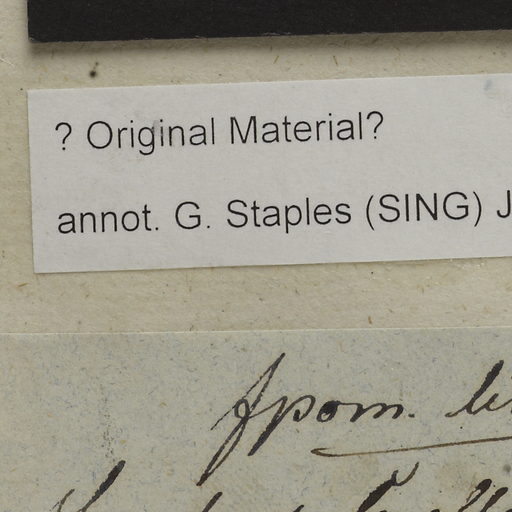 ? Original Material?
annot. G. Staples (SING) J
Ipom.